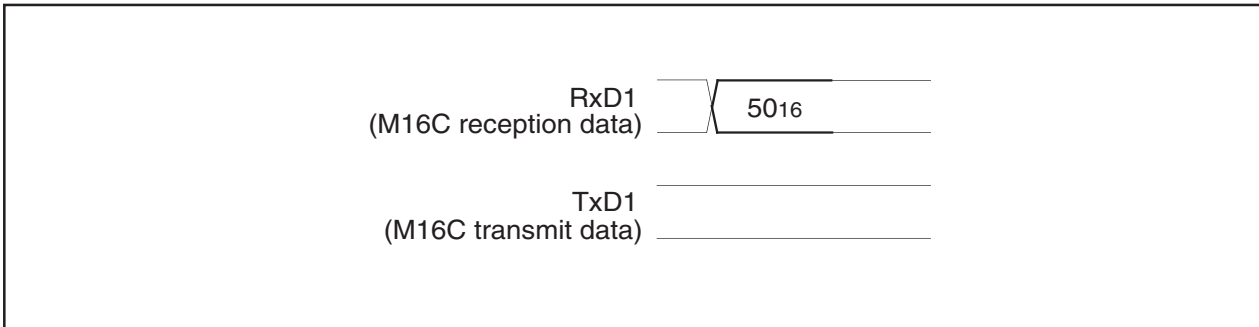 RxD1
(M16C reception data)
5016
TxD1
(M16C transmit data)